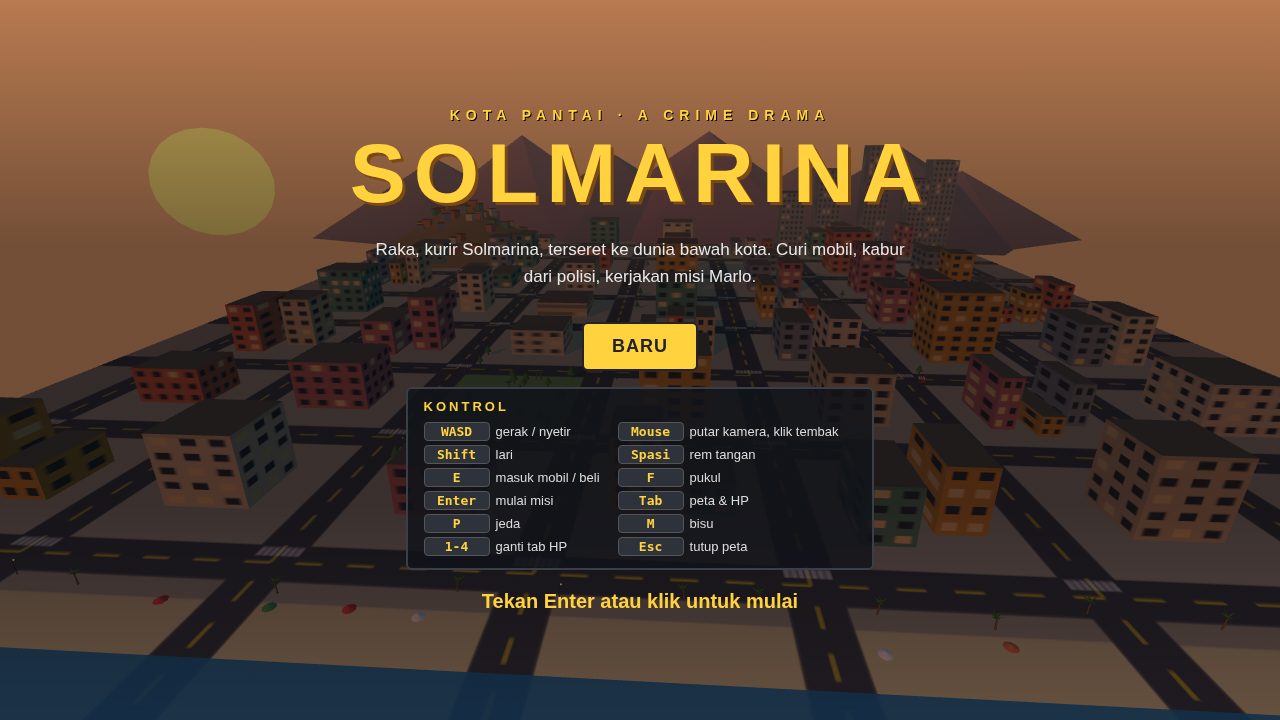 KOTA PANTAI · A CRIME DRAMA
SOLMARINA
Raka, kurir Solmarina, terseret ke dunia bawah kota. Curi mobil, kabur
dari polisi, kerjakan misi Marlo.
BARU
KONTROL
WASD gerak / nyetir Mouse putar kamera, klik tembak
Shift lari Spasi rem tangan
E masuk mobil / beli F pukul
Enter mulai misi Tab peta & HP
P jeda M bisu
1-4 ganti tab HP Esc tutup peta
Tekan Enter atau klik untuk mulai